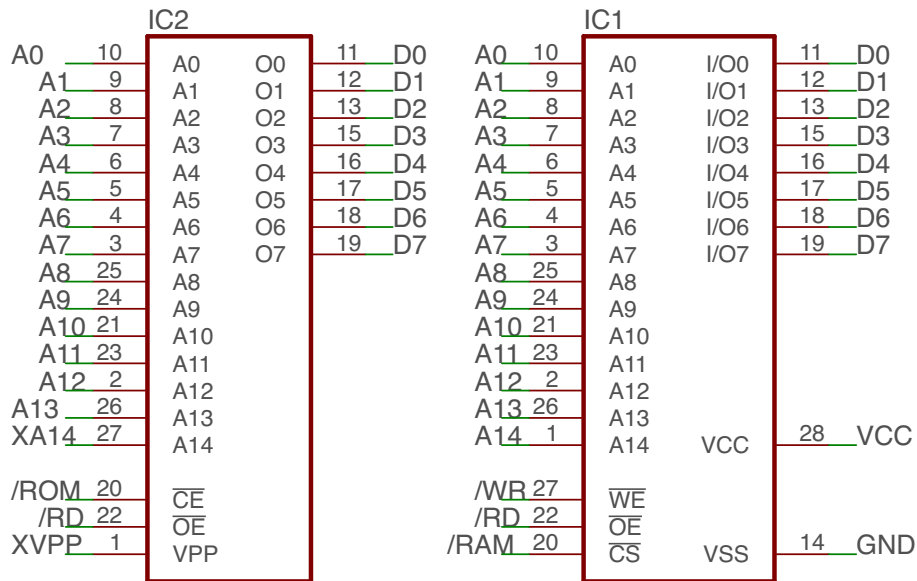 IC2 IC1
A0 10 A0 O0 11 D0 A0 10 A0 I/O0 11 D0
A1 9 A1 O1 12 D1 A1 9 A1 I/O1 12 D1
A2 8 A2 O2 13 D2 A2 8 A2 I/O2 13 D2
A3 7 A3 O3 15 D3 A3 7 A3 I/O3 15 D3
A4 6 A4 O4 16 D4 A4 6 A4 I/O4 16 D4
A5 5 A5 O5 17 D5 A5 5 A5 I/O5 17 D5
A6 4 A6 O6 18 D6 A6 4 A6 I/O6 18 D6
A7 3 A7 O7 19 D7 A7 3 A7 I/O7 19 D7
A8 25 A8 A8 25 A8
A9 24 A9 A9 24 A9
A10 21 A10 A10 21 A10
A11 23 A11 A11 23 A11
A12 2 A12 A12 2 A12
A13 26 A13 A13 26 A13
XA14 27 A14 A14 1 A14 VCC 28 VCC
/ROM 20 CE /WR 27 WE
/RD 22 OE /RD 22 OE
XVPP 1 VPP /RAM 20 CS VSS 14 GND